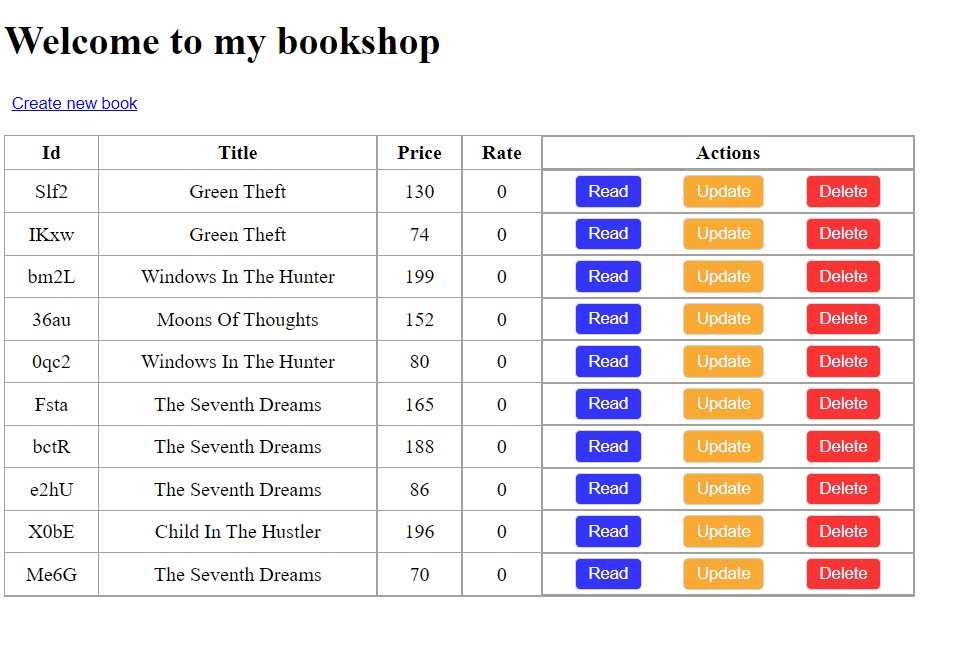 Welcome to my bookshop
Create new book
Id Title Price Rate Actions
Slf2 Green Theft 130 0 Read Update Delete
IKxw Green Theft 74 0 Read Update Delete
bm2L Windows In The Hunter 199 0 Read Update Delete
36au Moons Of Thoughts 152 0 Read Update Delete
0qc2 Windows In The Hunter 80 0 Read Update Delete
Fsta The Seventh Dreams 165 0 Read Update Delete
bctR The Seventh Dreams 188 0 Read Update Delete
e2hU The Seventh Dreams 86 0 Read Update Delete
X0bE Child In The Hustler 196 0 Read Update Delete
Me6G The Seventh Dreams 70 0 Read Update Delete